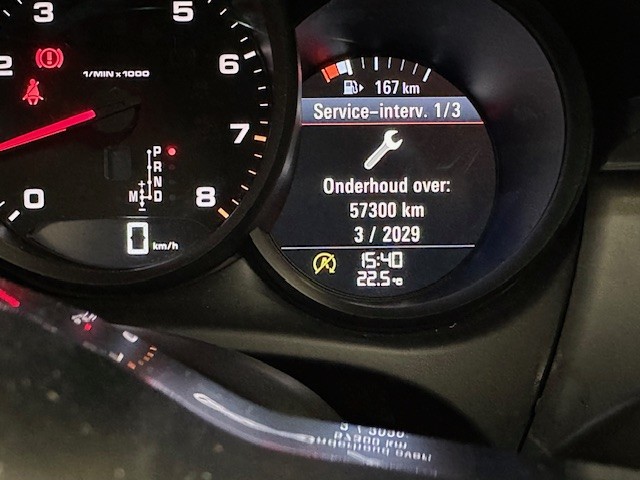 3
5
2
6
1/MIN x 1000
7
P
R
N
M D
0
8
0 km/h
167 km
Service-interv. 1/3
Onderhoud over:
57300 km
3 / 2029
15:40
22.5 °C